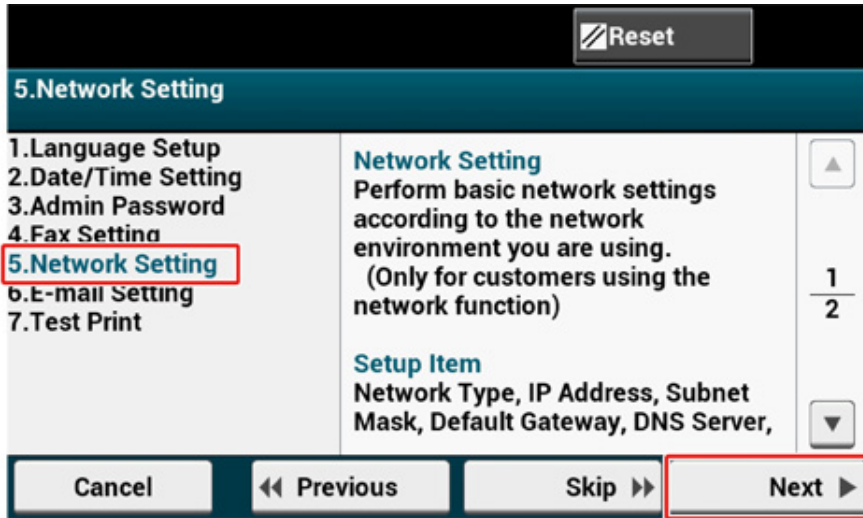 Reset
5.Network Setting
1.Language Setup
2.Date/Time Setting
3.Admin Password
4.Fax Setting
5.Network Setting
6.E-mail Setting
7.Test Print
Network Setting
Perform basic network settings
according to the network
environment you are using.
(Only for customers using the
network function)
Setup Item
Network Type, IP Address, Subnet
Mask, Default Gateway, DNS Server,
1
2
Cancel
Previous
Skip
Next